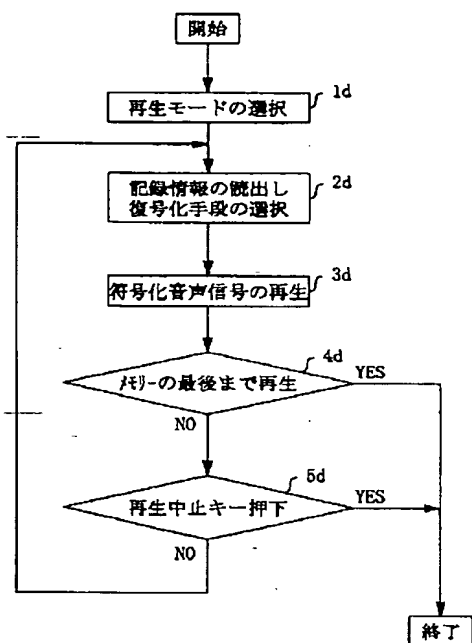 開始
再生モードの選択
1d
記録情報の読出し
復号化手段の選択
2d
符号化音声信号の再生
3d
ﾒﾓﾘｰの最後まで再生
4d
YES
NO
再生中止キー押下
5d
YES
NO
終了